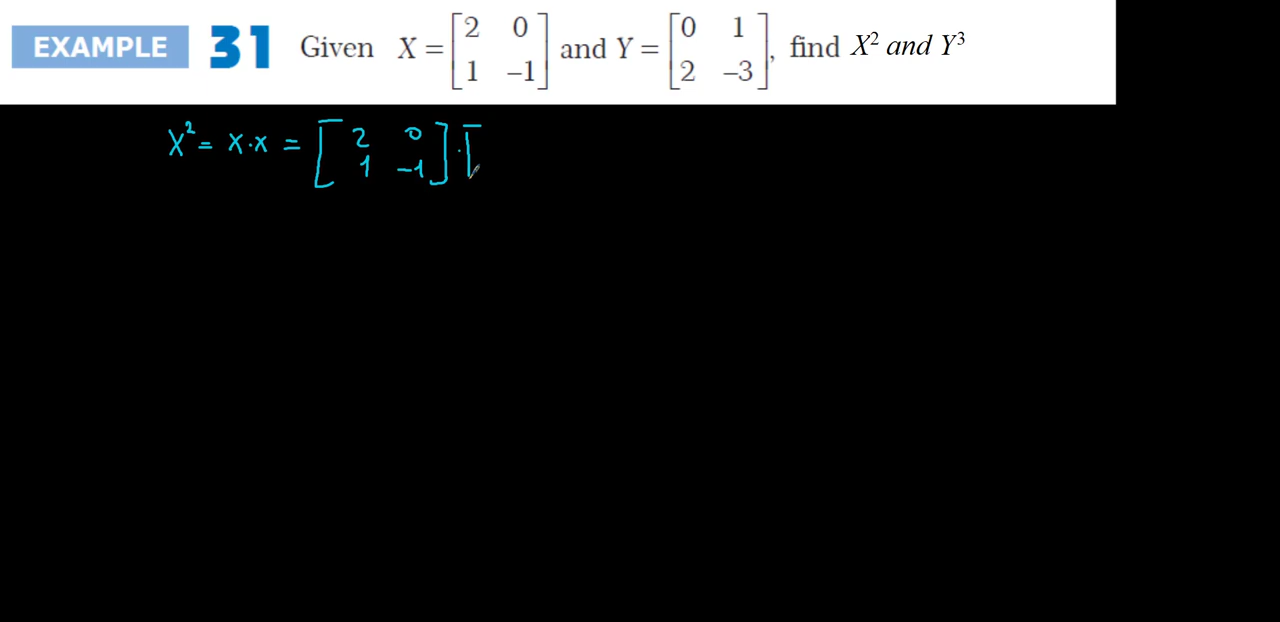 EXAMPLE 31 Given X = [2 0; 1 –1] and Y = [0 1; 2 –3], find X² and Y³
X² = X·X = [2 0; 1 –1] · [